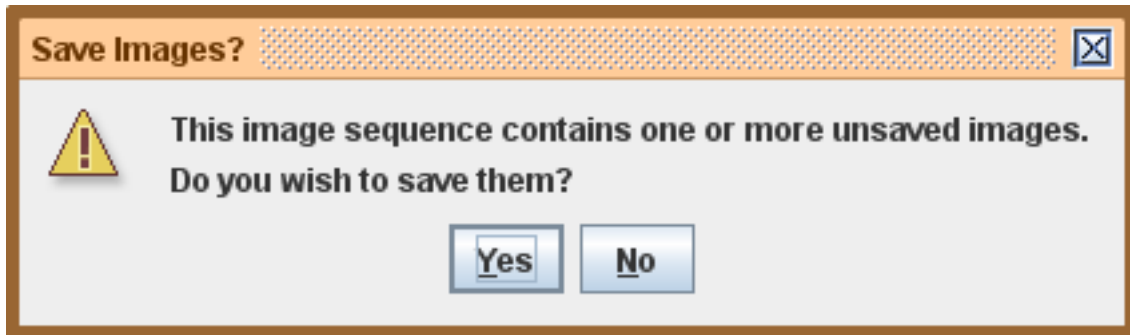 Save Images?
This image sequence contains one or more unsaved images.
Do you wish to save them?
Yes No